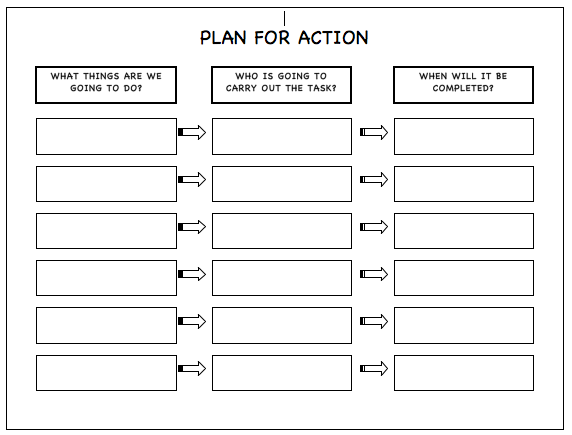 PLAN FOR ACTION
WHAT THINGS ARE WE
GOING TO DO?
WHO IS GOING TO
CARRY OUT THE TASK?
WHEN WILL IT BE
COMPLETED?